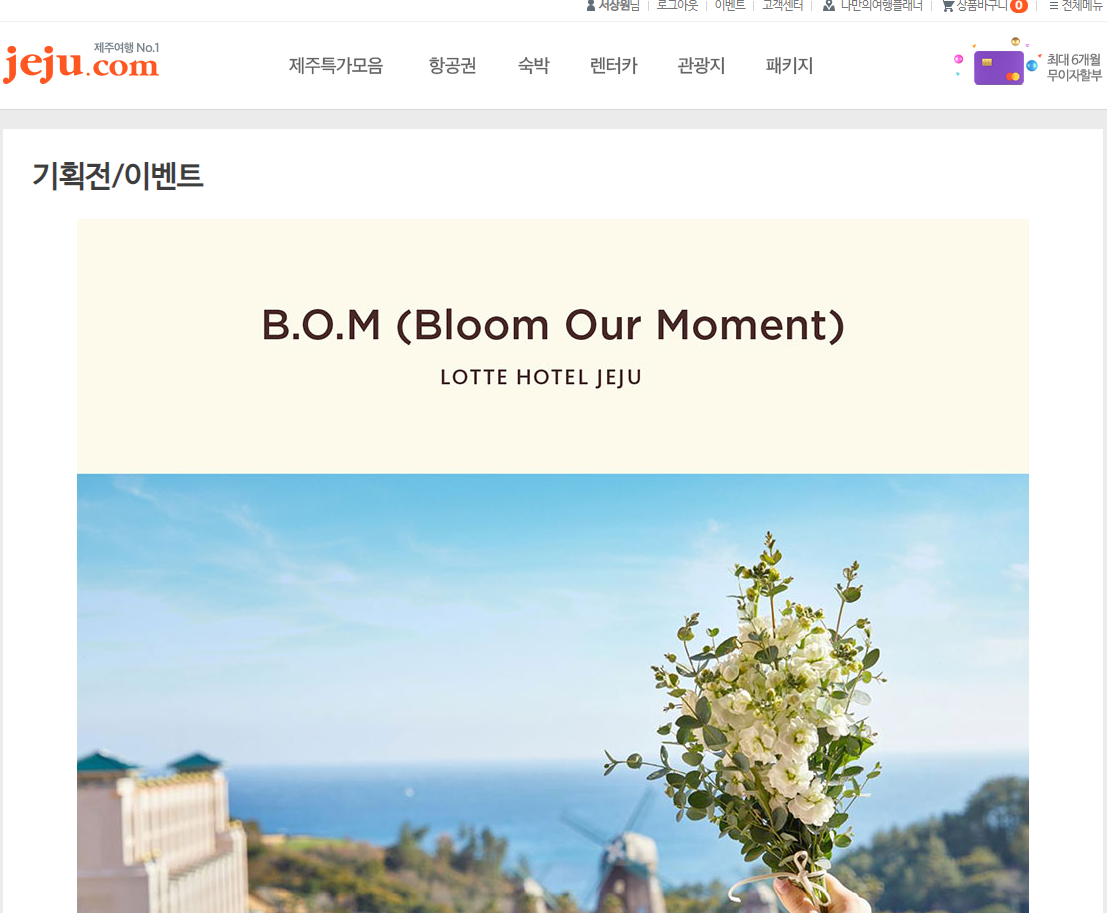 서상원님 로그아웃 이벤트 고객센터 나만의여행플래너 장바구니 0 전체메뉴
제주여행 No.1
jeju.com
제주특가모음 항공권 숙박 렌터카 관광지 패키지
최대 6개월
무이자할부
기획전/이벤트
B.O.M (Bloom Our Moment)
LOTTE HOTEL JEJU